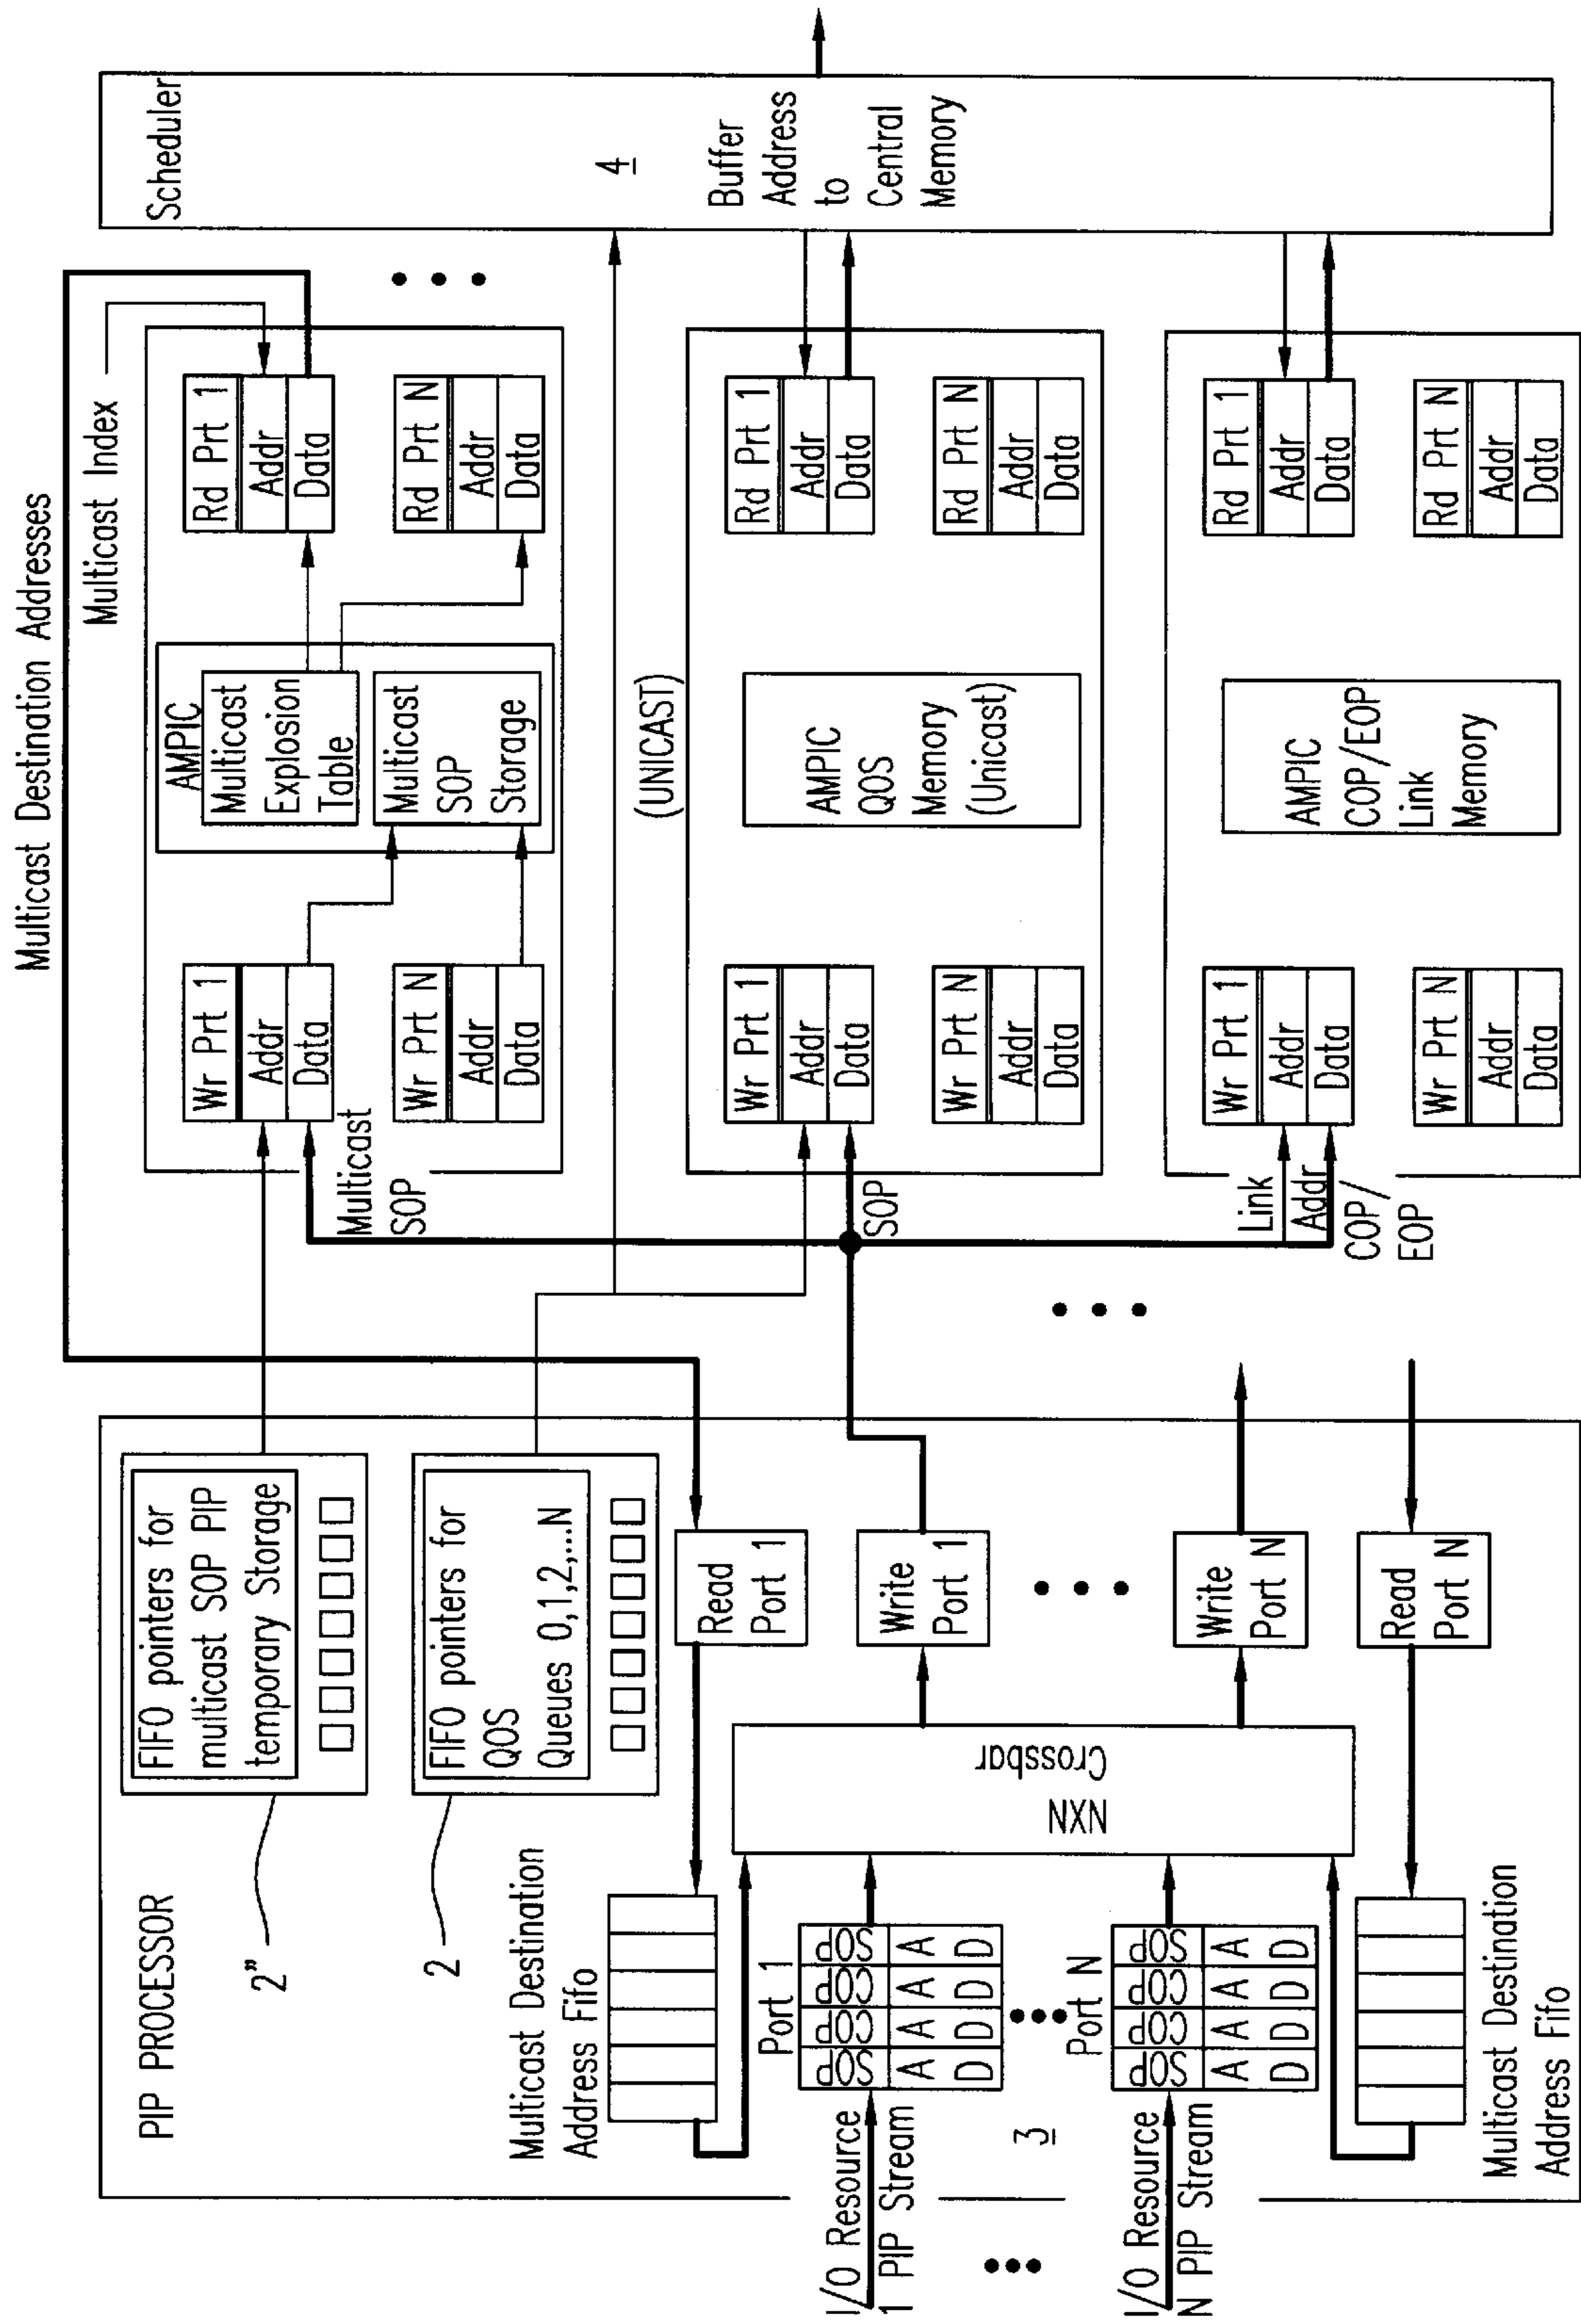 PIP PROCESSOR
2"
FIFO pointers for
multicast SOP PIP
temporary Storage
2
FIFO pointers for
QOS
Queues 0,1,2,...N
Multicast Destination
Address Fifo
Read
Port 1
I/O Resource
1 PIP Stream
Port 1
SOP COP COP SOP
A A A A
D D D D
3
NXN
Crossbar
Write
Port 1
I/O Resource
N PIP Stream
Port N
SOP COP COP SOP
A A A A
D D D D
Write
Port N
Read
Port N
Multicast Destination
Address Fifo
Multicast Destination Addresses
Multicast Index
Multicast
SOP
Wr Prt 1
Addr
Data
Wr Prt N
Addr
Data
AMPIC
Multicast
Explosion
Table
Multicast
SOP
Storage
Rd Prt 1
Addr
Data
Rd Prt N
Addr
Data
(UNICAST)
SOP
Wr Prt 1
Addr
Data
Wr Prt N
Addr
Data
AMPIC
QOS
Memory
(Unicast)
Rd Prt 1
Addr
Data
Rd Prt N
Addr
Data
Link
Addr
COP/
EOP
Wr Prt 1
Addr
Data
Wr Prt N
Addr
Data
AMPIC
COP/EOP
Link
Memory
Rd Prt 1
Addr
Data
Rd Prt N
Addr
Data
Scheduler
4
Buffer
Address
to
Central
Memory